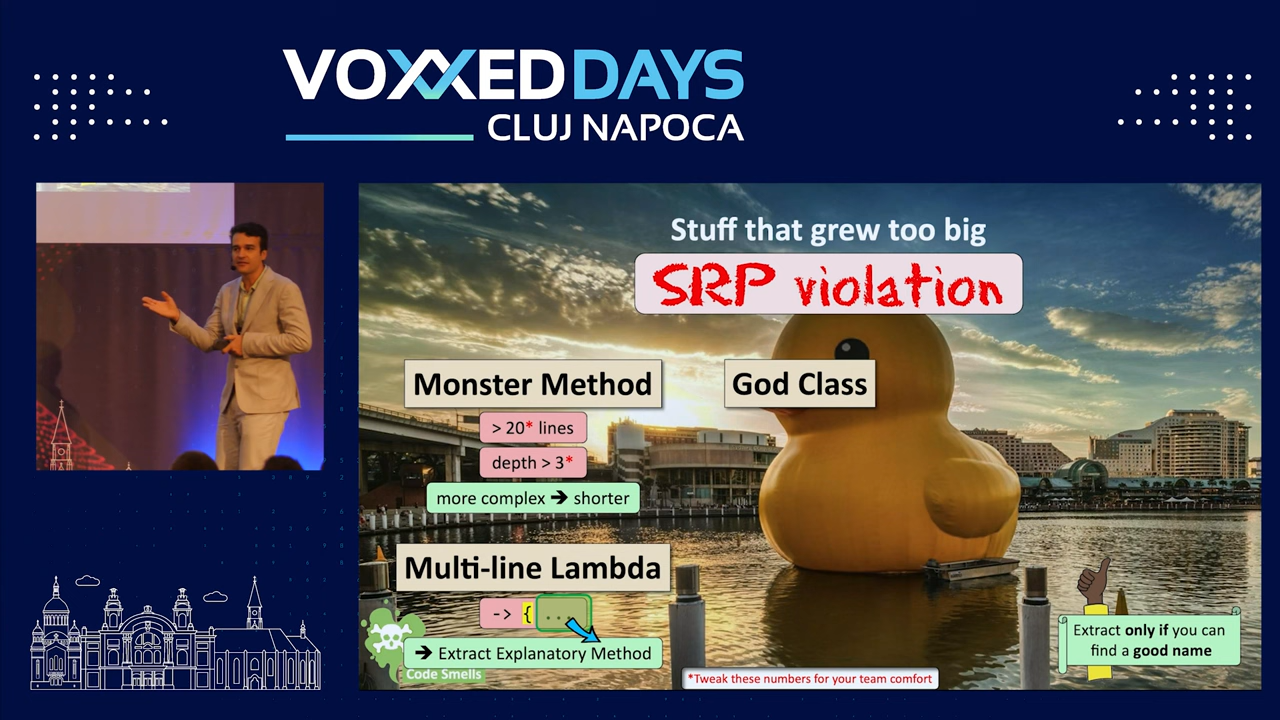 VOXXED DAYS
CLUJ NAPOCA
Stuff that grew too big
SRP violation
Monster Method
God Class
> 20* lines
depth > 3*
more complex ➔ shorter
Multi-line Lambda
-> { ...
➔ Extract Explanatory Method
Code Smells
*Tweak these numbers for your team comfort
Extract only if you can
find a good name